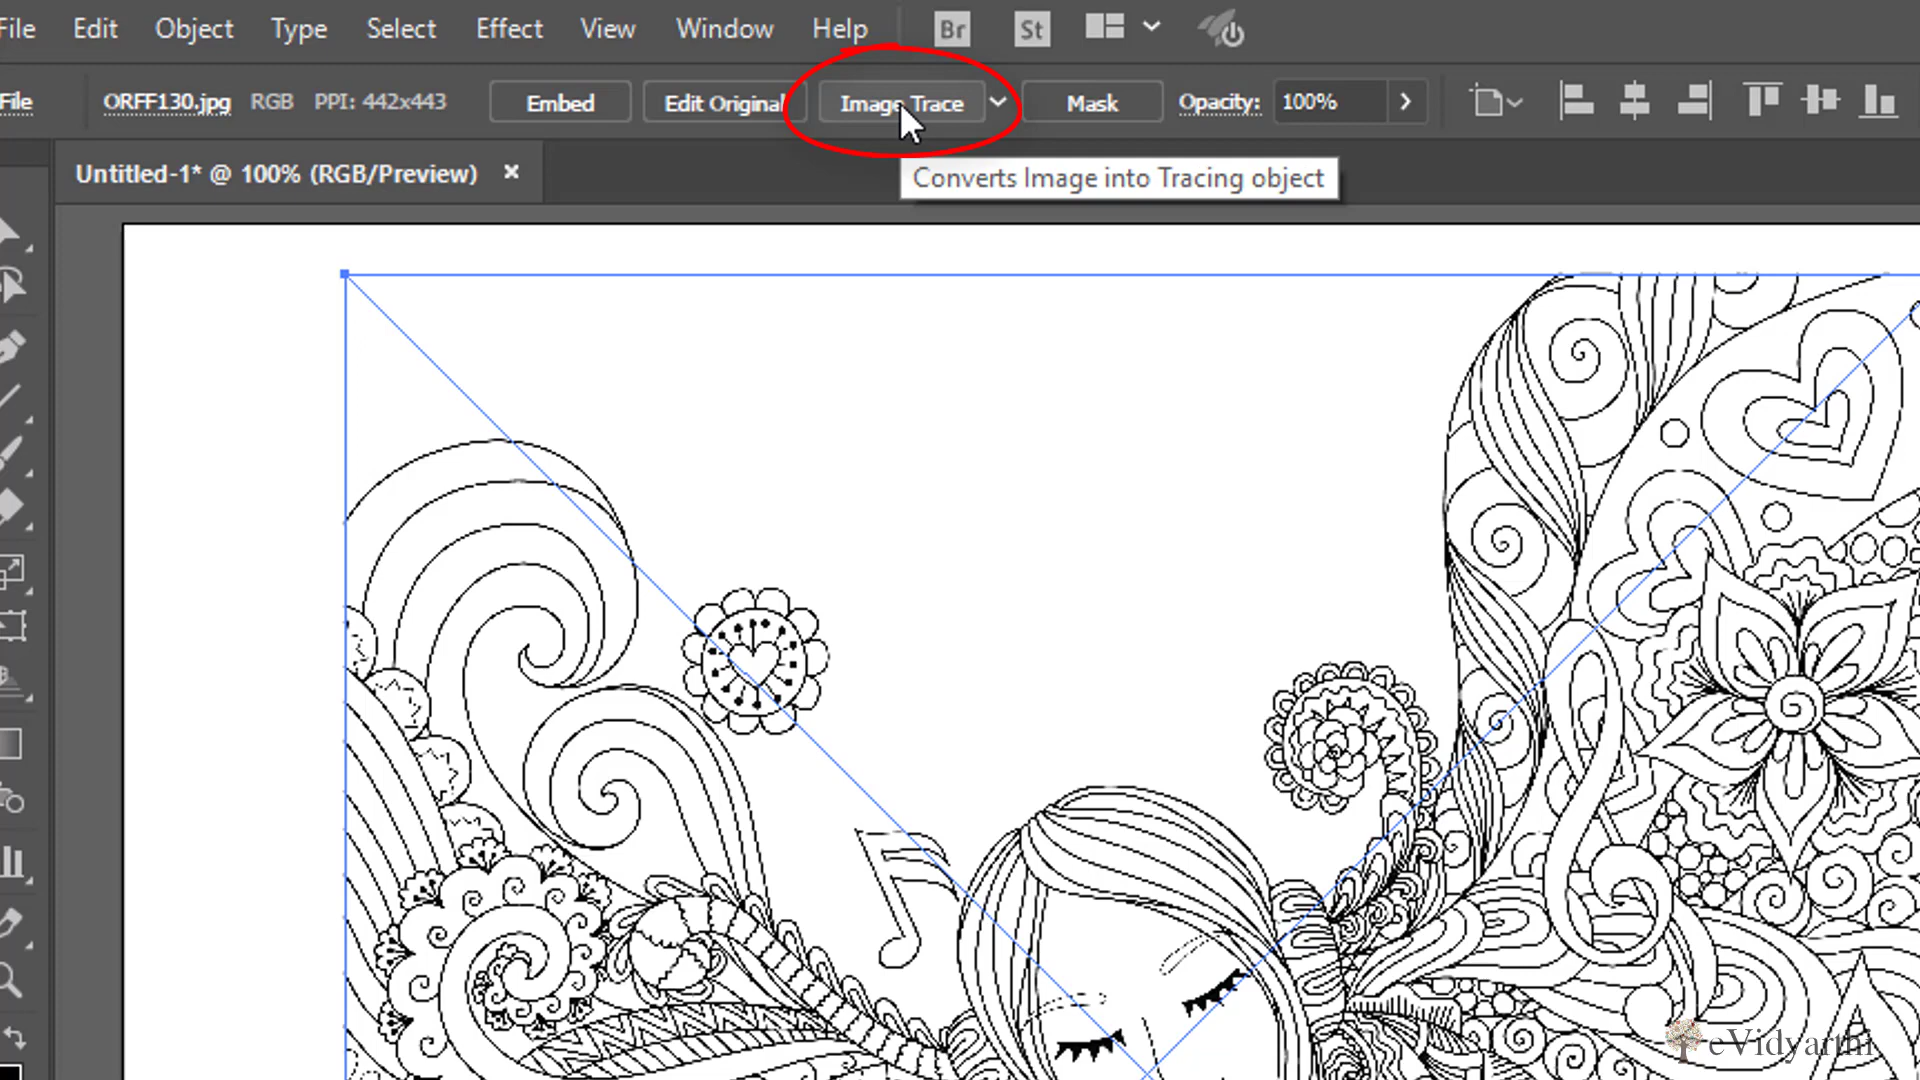 File Edit Object Type Select Effect View Window Help Br St
File ORFF130.jpg RGB PPI: 442x443 Embed Edit Original Image Trace Mask Opacity: 100%
Untitled-1* @ 100% (RGB/Preview) ×
Converts Image into Tracing object
eVidyarthi